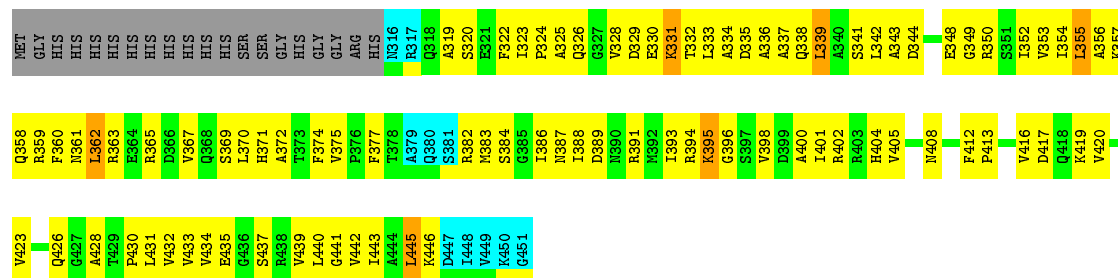 MET GLY HIS HIS HIS HIS HIS HIS HIS HIS HIS HIS SER SER GLY HIS GLY GLY ARG HIS N316 R317 Q318 A319 S320 E321 F322 I323 P324 A325 Q326 G327 V328 D329 E330 K331 T332 L333 A334 D335 A336 A337 Q338 L339 A340 S341 L342 A343 D344 E348 G349 R350 S351 I352 V353 I354 L355 A356 K357
Q358 R359 F360 N361 L362 R363 E364 R365 D366 V367 Q368 S369 L370 H371 A372 T373 F374 V375 P376 F377 T378 A379 Q380 S381 R382 M383 S384 G385 I386 N387 I388 D389 N390 R391 M392 I393 R394 K395 G396 S397 V398 D399 A400 I401 R402 R403 H404 V405 N408 F412 P413 V416 D417 Q418 K419 V420
V423 Q426 G427 A428 T429 P430 L431 V432 V433 V434 E435 G436 S437 R438 V439 L440 G441 V442 I443 A444 L445 K446 D447 I448 V449 K450 G451